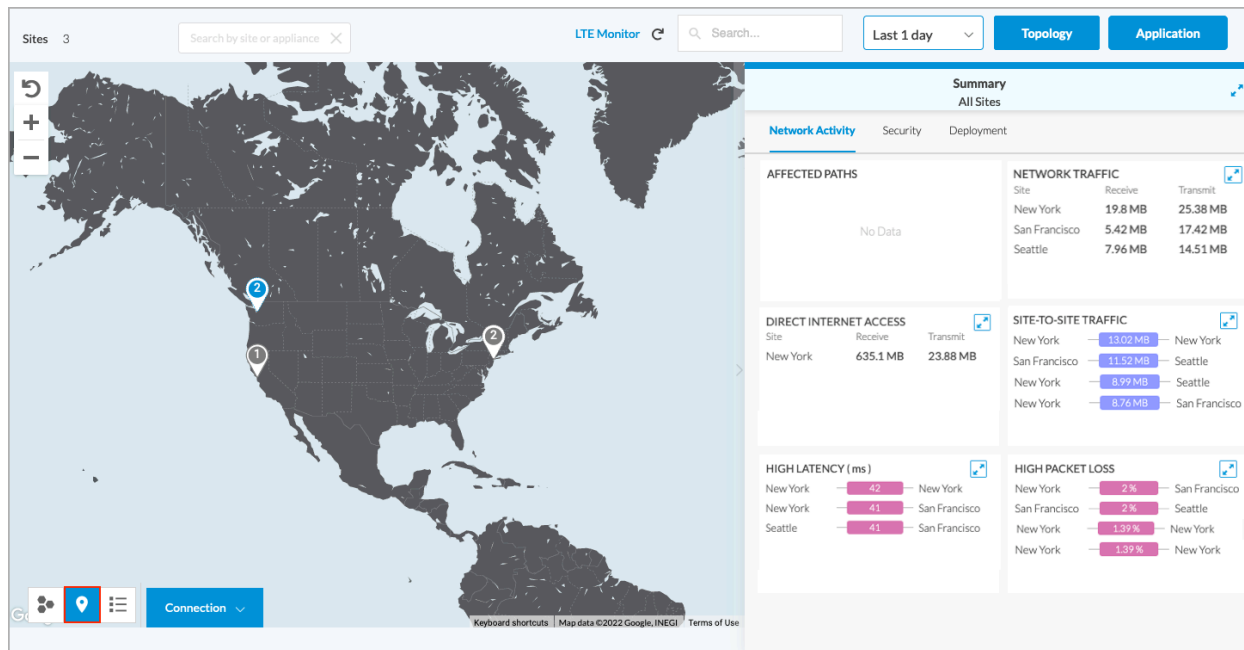 Sites 3
Search by site or appliance
LTE Monitor
Search...
Last 1 day
Topology
Application
2
1
2
Connection
Keyboard shortcuts
Map data ©2022 Google, INEGI
Terms of Use
Summary
All Sites
Network Activity Security Deployment
AFFECTED PATHS
No Data
NETWORK TRAFFIC
Site Receive Transmit
New York 19.8 MB 25.38 MB
San Francisco 5.42 MB 17.42 MB
Seattle 7.96 MB 14.51 MB
DIRECT INTERNET ACCESS
Site Receive Transmit
New York 635.1 MB 23.88 MB
SITE-TO-SITE TRAFFIC
New York 13.02 MB New York
San Francisco 11.52 MB Seattle
New York 8.99 MB Seattle
New York 8.76 MB San Francisco
HIGH LATENCY ( ms )
New York 42 New York
New York 41 San Francisco
Seattle 41 San Francisco
HIGH PACKET LOSS
New York 2 % San Francisco
San Francisco 2 % Seattle
New York 1.39 % New York
New York 1.39 % New York